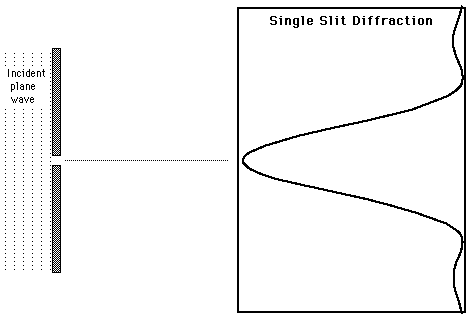 Single Slit Diffraction
Incident
plane
wave